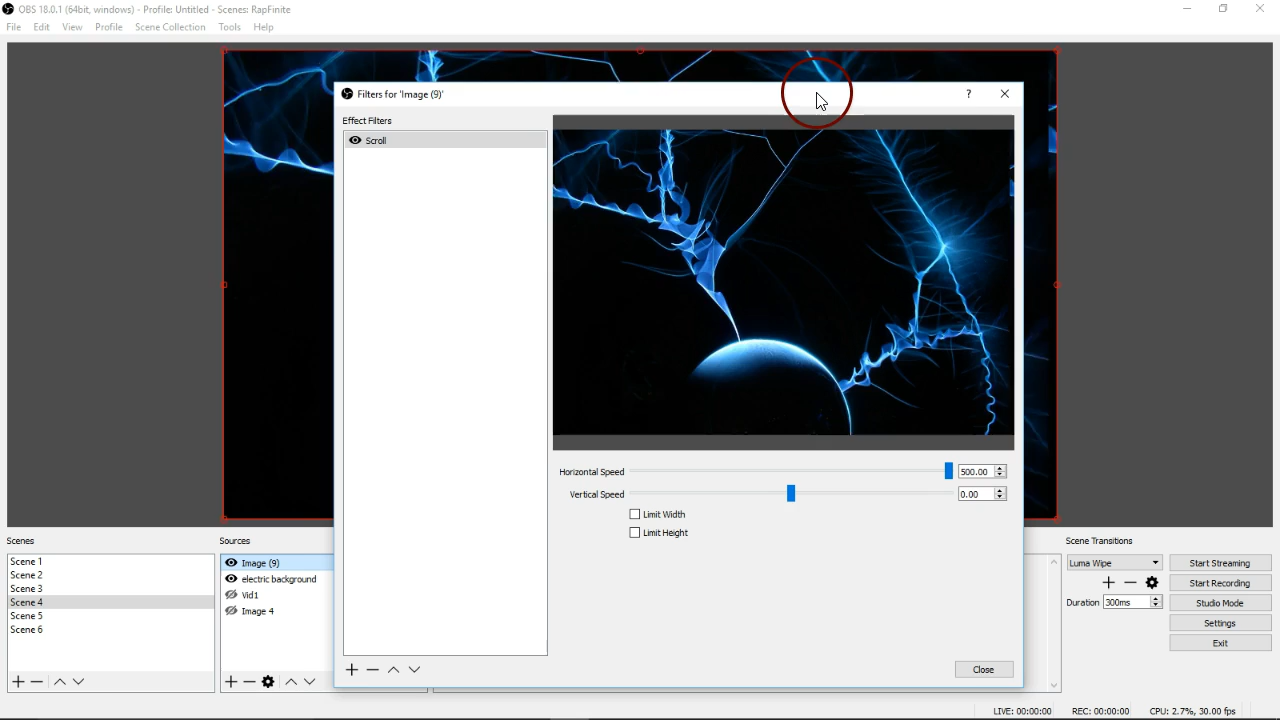 OBS 18.0.1 (64bit, windows) - Profile: Untitled - Scenes: RapFinite
File Edit View Profile Scene Collection Tools Help
Filters for 'Image (9)'
Effect Filters
Scroll
Horizontal Speed 500.00
Vertical Speed 0.00
Limit Width
Limit Height
Close
Scenes
Scene 1
Scene 2
Scene 3
Scene 4
Scene 5
Scene 6
Sources
Image (9)
electric background
Vid1
Image 4
Scene Transitions
Luma Wipe
Duration 300ms
Start Streaming
Start Recording
Studio Mode
Settings
Exit
LIVE: 00:00:00 REC: 00:00:00 CPU: 2.7%, 30.00 fps